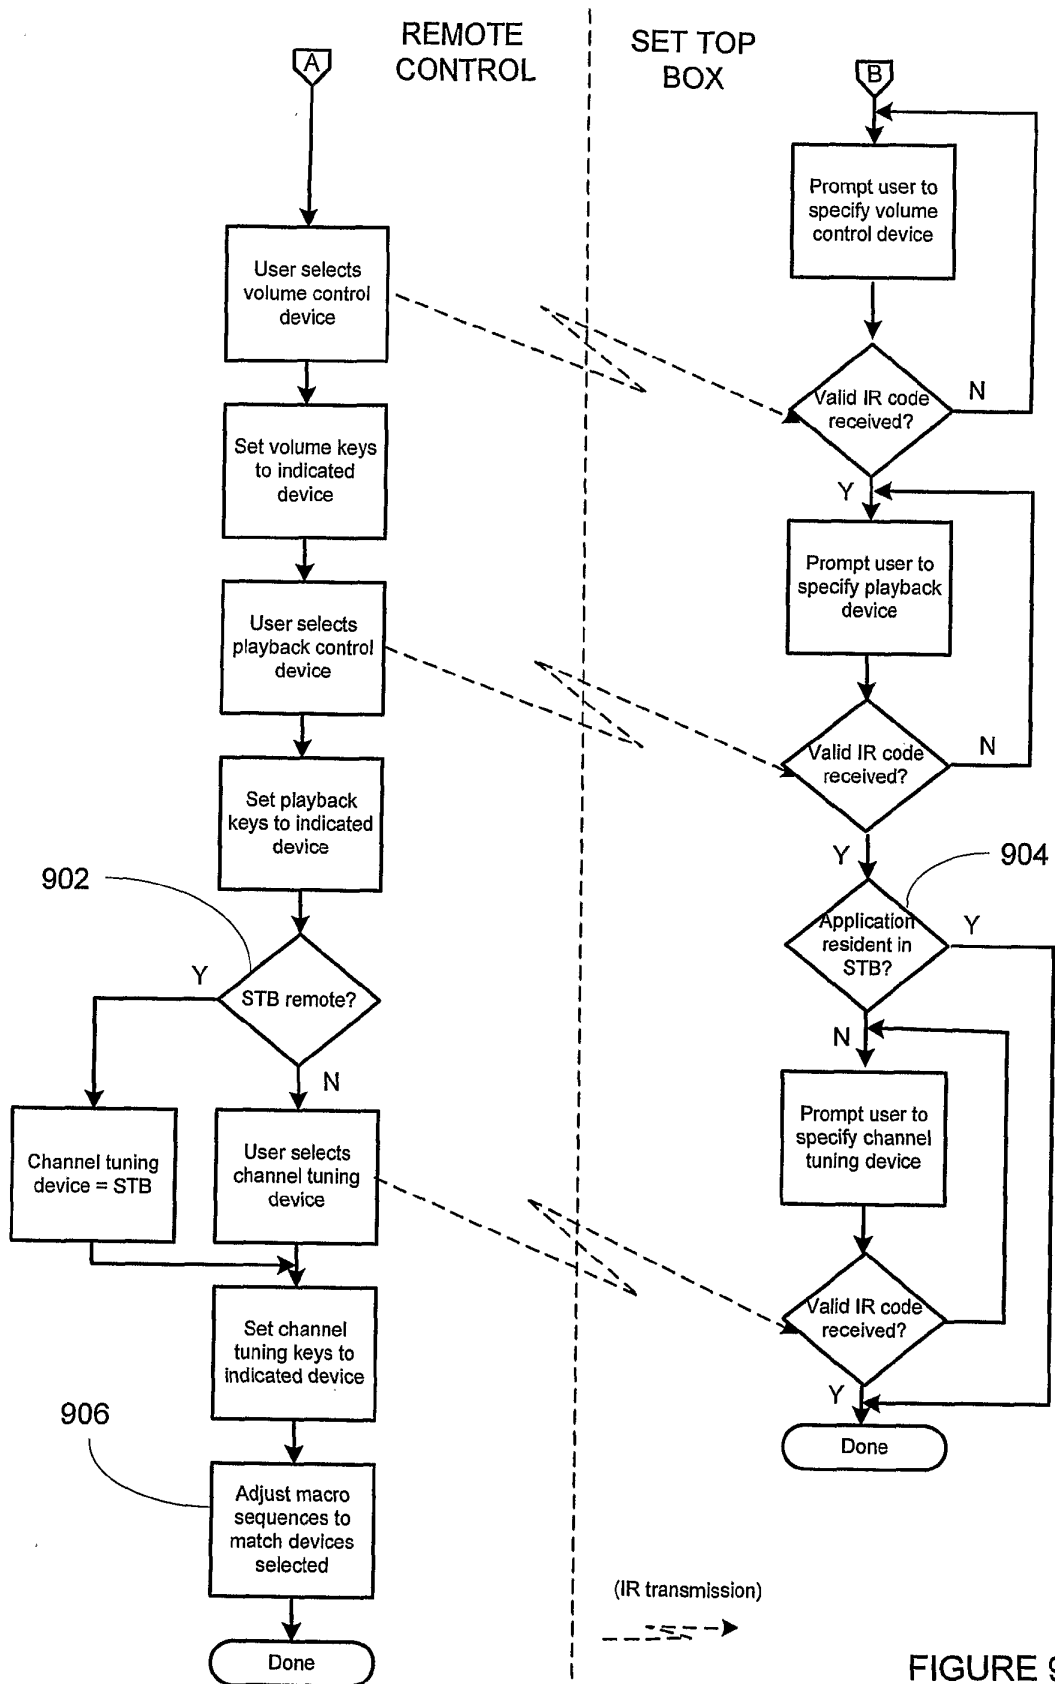 REMOTE
CONTROL
SET TOP
BOX
A
User selects
volume control
device
Set volume keys
to indicated
device
User selects
playback control
device
Set playback
keys to indicated
device
902
STB remote?
Y
N
Channel tuning
device = STB
User selects
channel tuning
device
Set channel
tuning keys to
indicated device
906
Adjust macro
sequences to
match devices
selected
Done
B
Prompt user to
specify volume
control device
Valid IR code
received?
N
Y
Prompt user to
specify playback
device
Valid IR code
received?
N
Y
904
Application
resident in
STB?
Y
N
Prompt user to
specify channel
tuning device
Valid IR code
received?
Y
Done
(IR transmission)
FIGURE 9